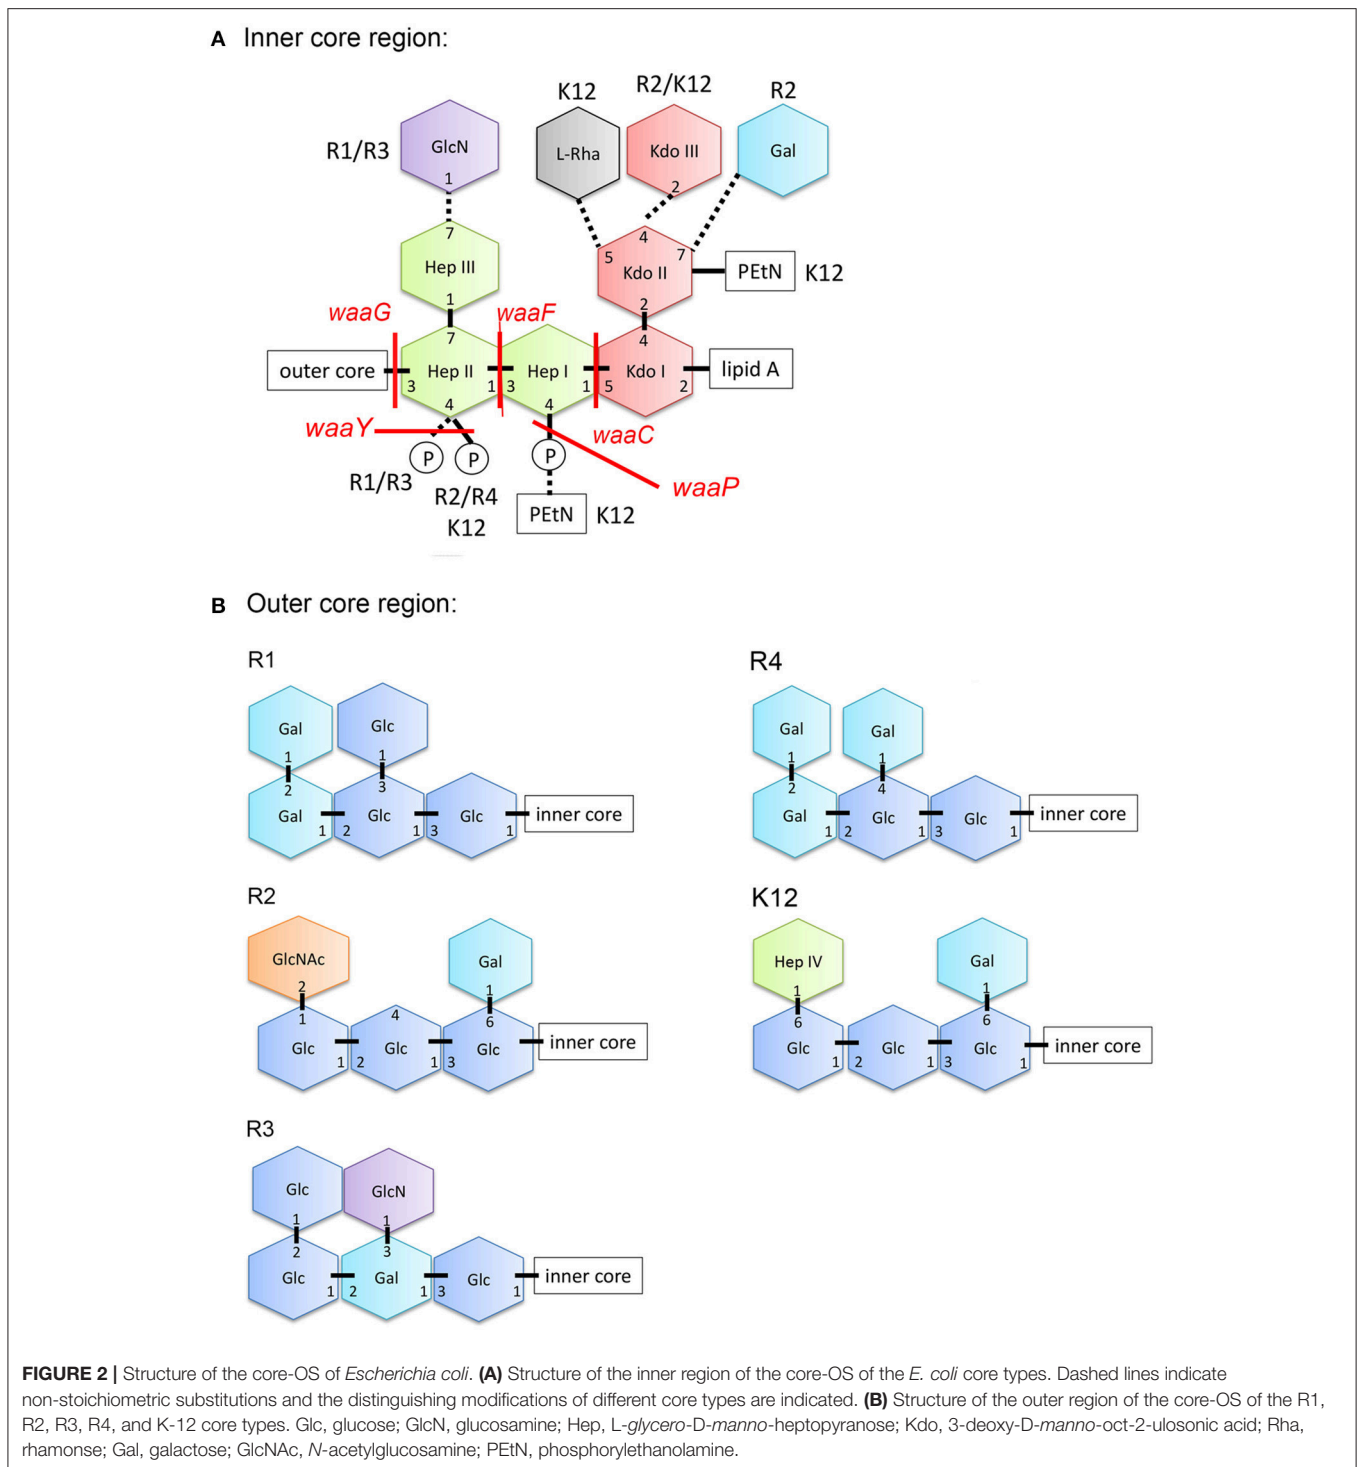 A Inner core region:
K12
R2/K12
R2
R1/R3
GlcN
1
L-Rha
Kdo III
2
Gal
7
Hep III
1
5
4
7
Kdo II
2
PEtN
K12
waaG
waaF
outer core
7
Hep II
3
1
4
Hep I
3
1
4
4
Kdo I
5
2
lipid A
waaY
waaC
P
P
P
R1/R3
R2/R4
K12
waaP
PEtN
K12
B Outer core region:
R1
Gal
1
Glc
1
2
Gal
1
3
2
Glc
1
3
Glc
1
inner core
R4
Gal
1
Gal
1
2
Gal
1
4
2
Glc
1
3
Glc
1
inner core
R2
GlcNAc
2
Gal
1
1
Glc
1
4
2
Glc
1
6
3
Glc
inner core
K12
Hep IV
1
Gal
1
6
Glc
1
2
Glc
1
6
3
Glc
1
inner core
R3
Glc
1
GlcN
1
2
Glc
1
3
2
Gal
1
3
Glc
1
inner core
FIGURE 2 | Structure of the core-OS of Escherichia coli. (A) Structure of the inner region of the core-OS of the E. coli core types. Dashed lines indicate
non-stoichiometric substitutions and the distinguishing modifications of different core types are indicated. (B) Structure of the outer region of the core-OS of the R1,
R2, R3, R4, and K-12 core types. Glc, glucose; GlcN, glucosamine; Hep, L-glycero-D-manno-heptopyranose; Kdo, 3-deoxy-D-manno-oct-2-ulosonic acid; Rha,
rhamonse; Gal, galactose; GlcNAc, N-acetylglucosamine; PEtN, phosphorylethanolamine.